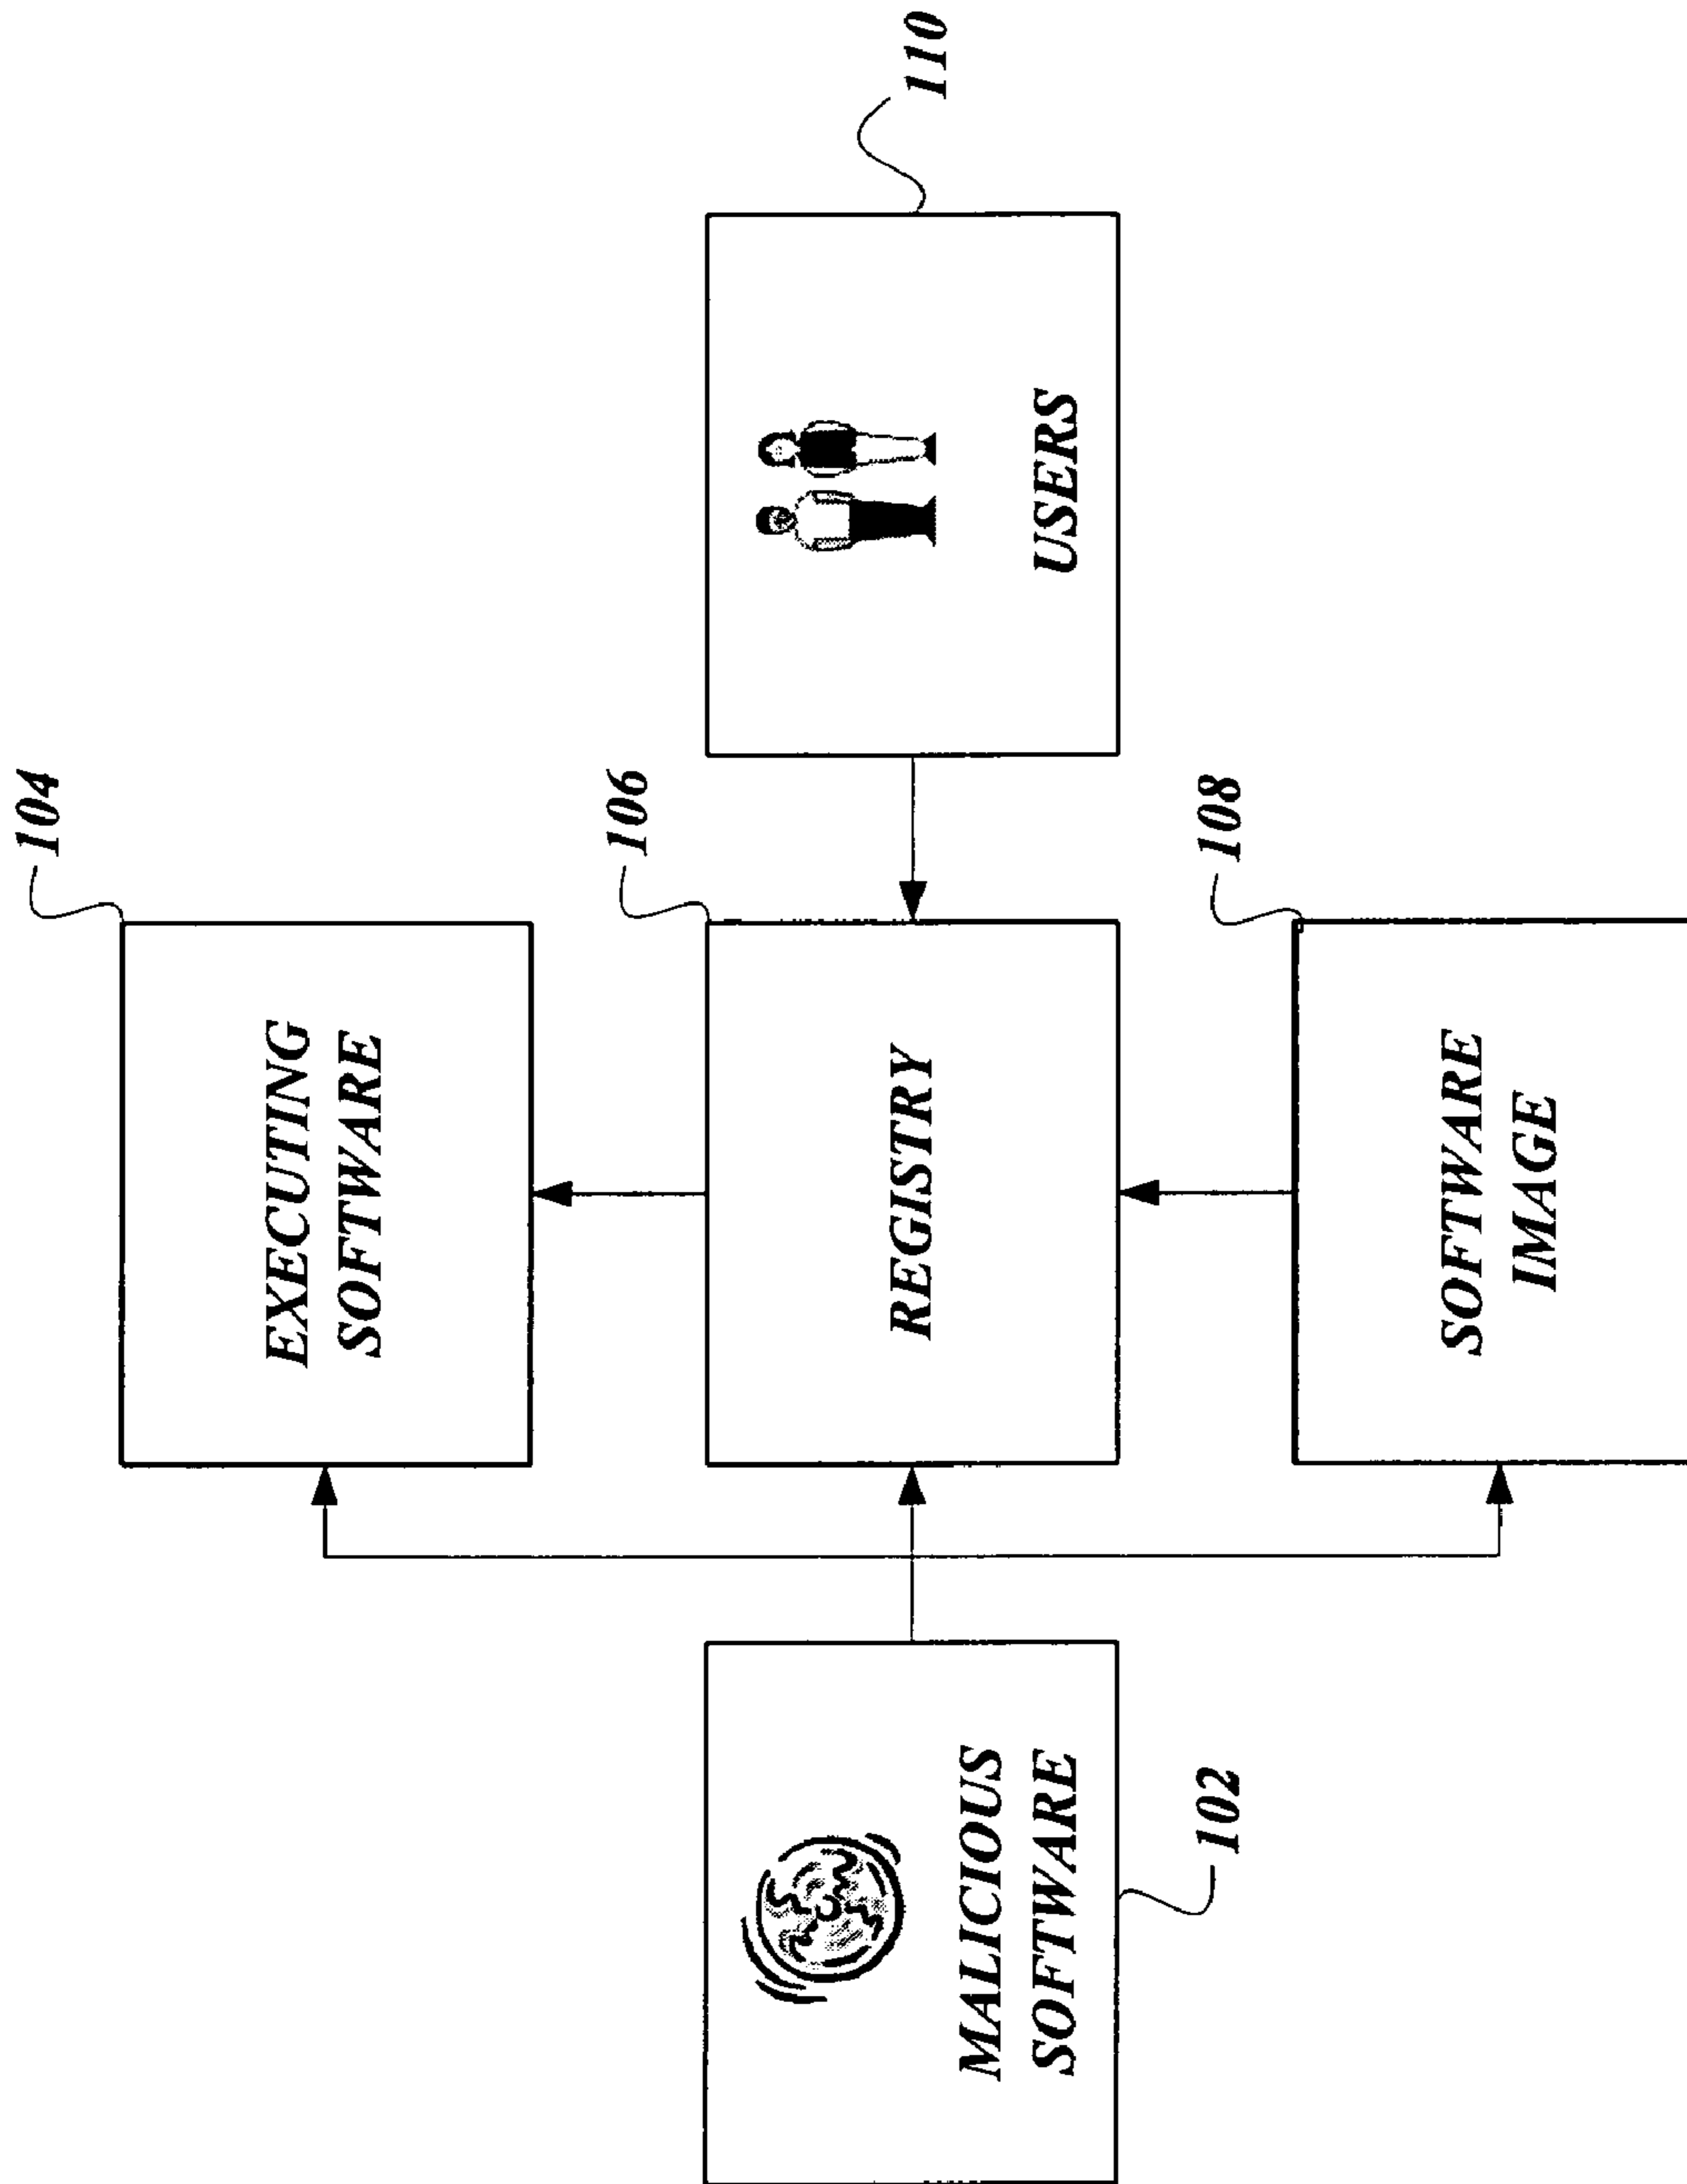 104
EXECUTING
SOFTWARE
106
REGISTRY
108
SOFTWARE
IMAGE
102
MALICIOUS
SOFTWARE
110
USERS